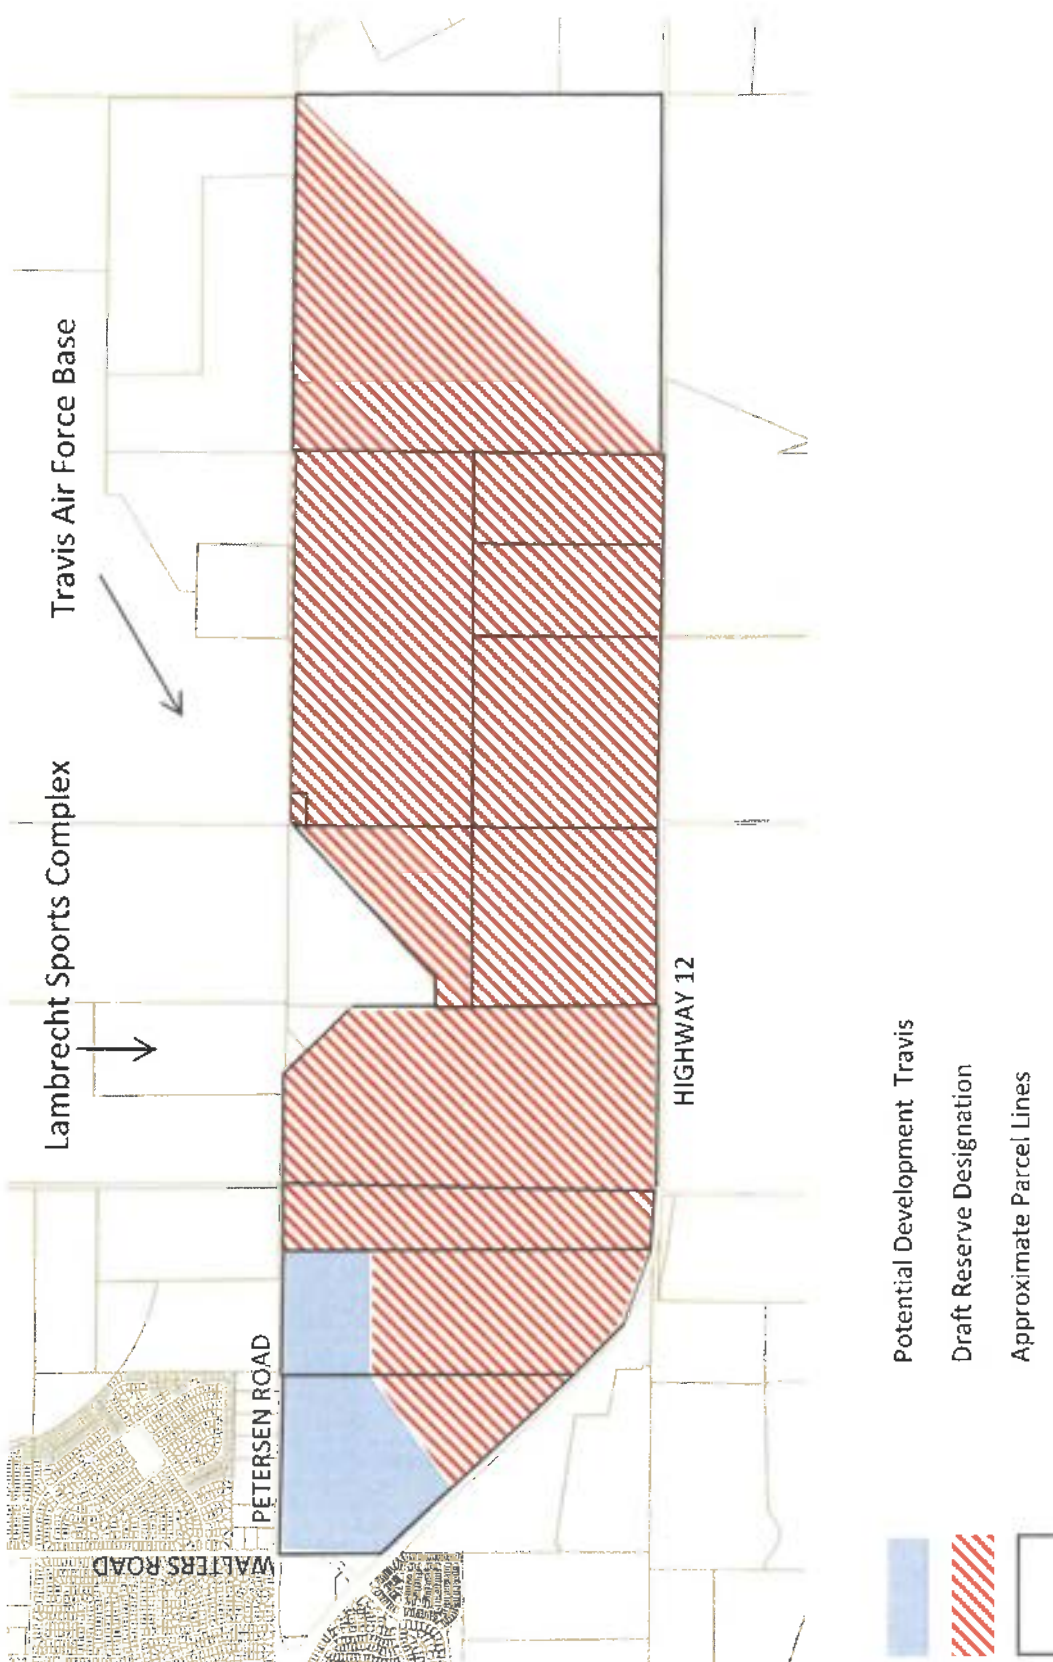 Travis Air Force Base
Lambrecht Sports Complex
PETERSEN ROAD
WALTERS ROAD
HIGHWAY 12
Potential Development Travis
Draft Reserve Designation
Approximate Parcel Lines